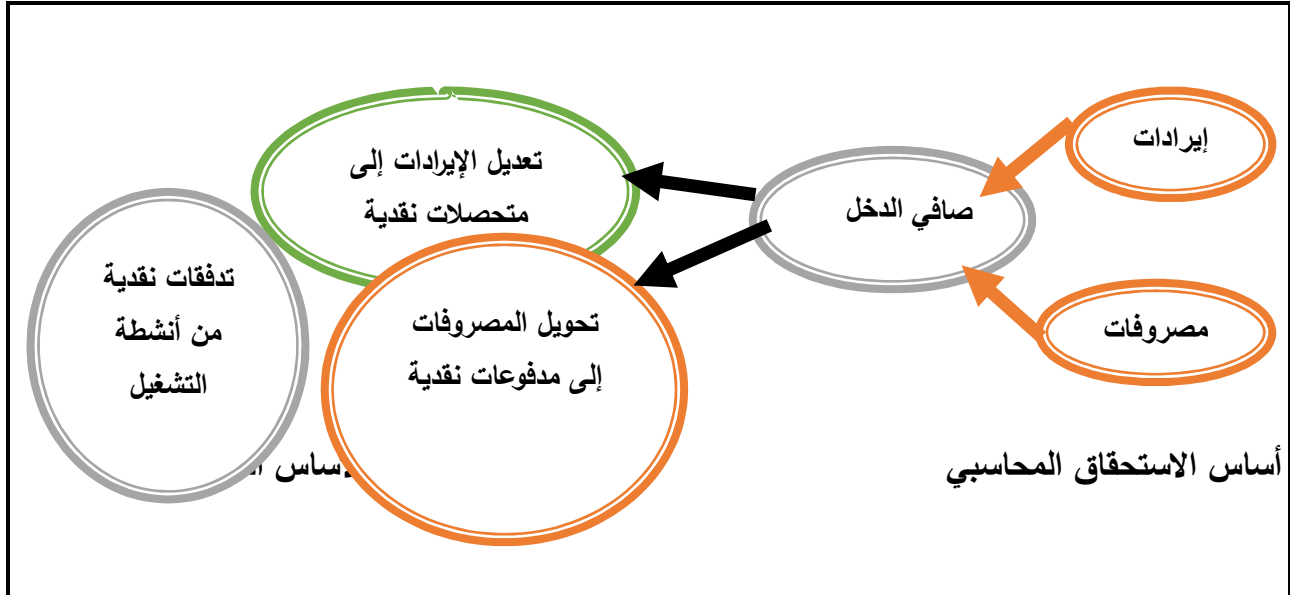 إيرادات
صافي الدخل
مصروفات
تعديل الإيرادات إلى
متحصلات نقدية
تحويل المصروفات
إلى مدفوعات نقدية
تدفقات نقدية
من أنشطة
التشغيل
أساس الاستحقاق المحاسبي